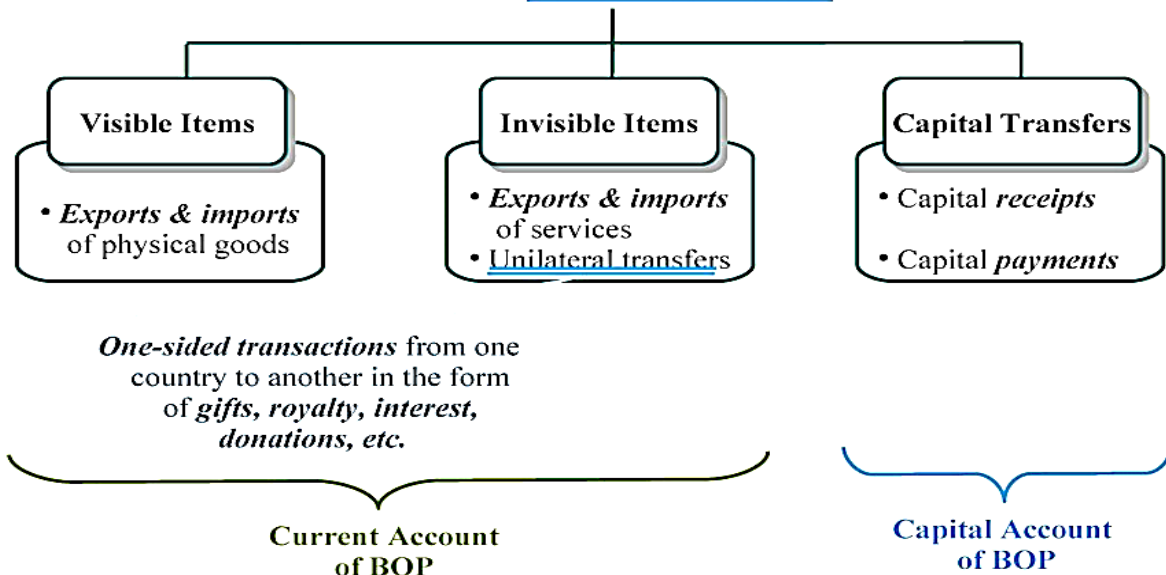 Visible Items
• Exports & imports
of physical goods
Invisible Items
• Exports & imports
of services
• Unilateral transfers
Capital Transfers
• Capital receipts
• Capital payments
One-sided transactions from one
country to another in the form
of gifts, royalty, interest,
donations, etc.
Current Account
of BOP
Capital Account
of BOP